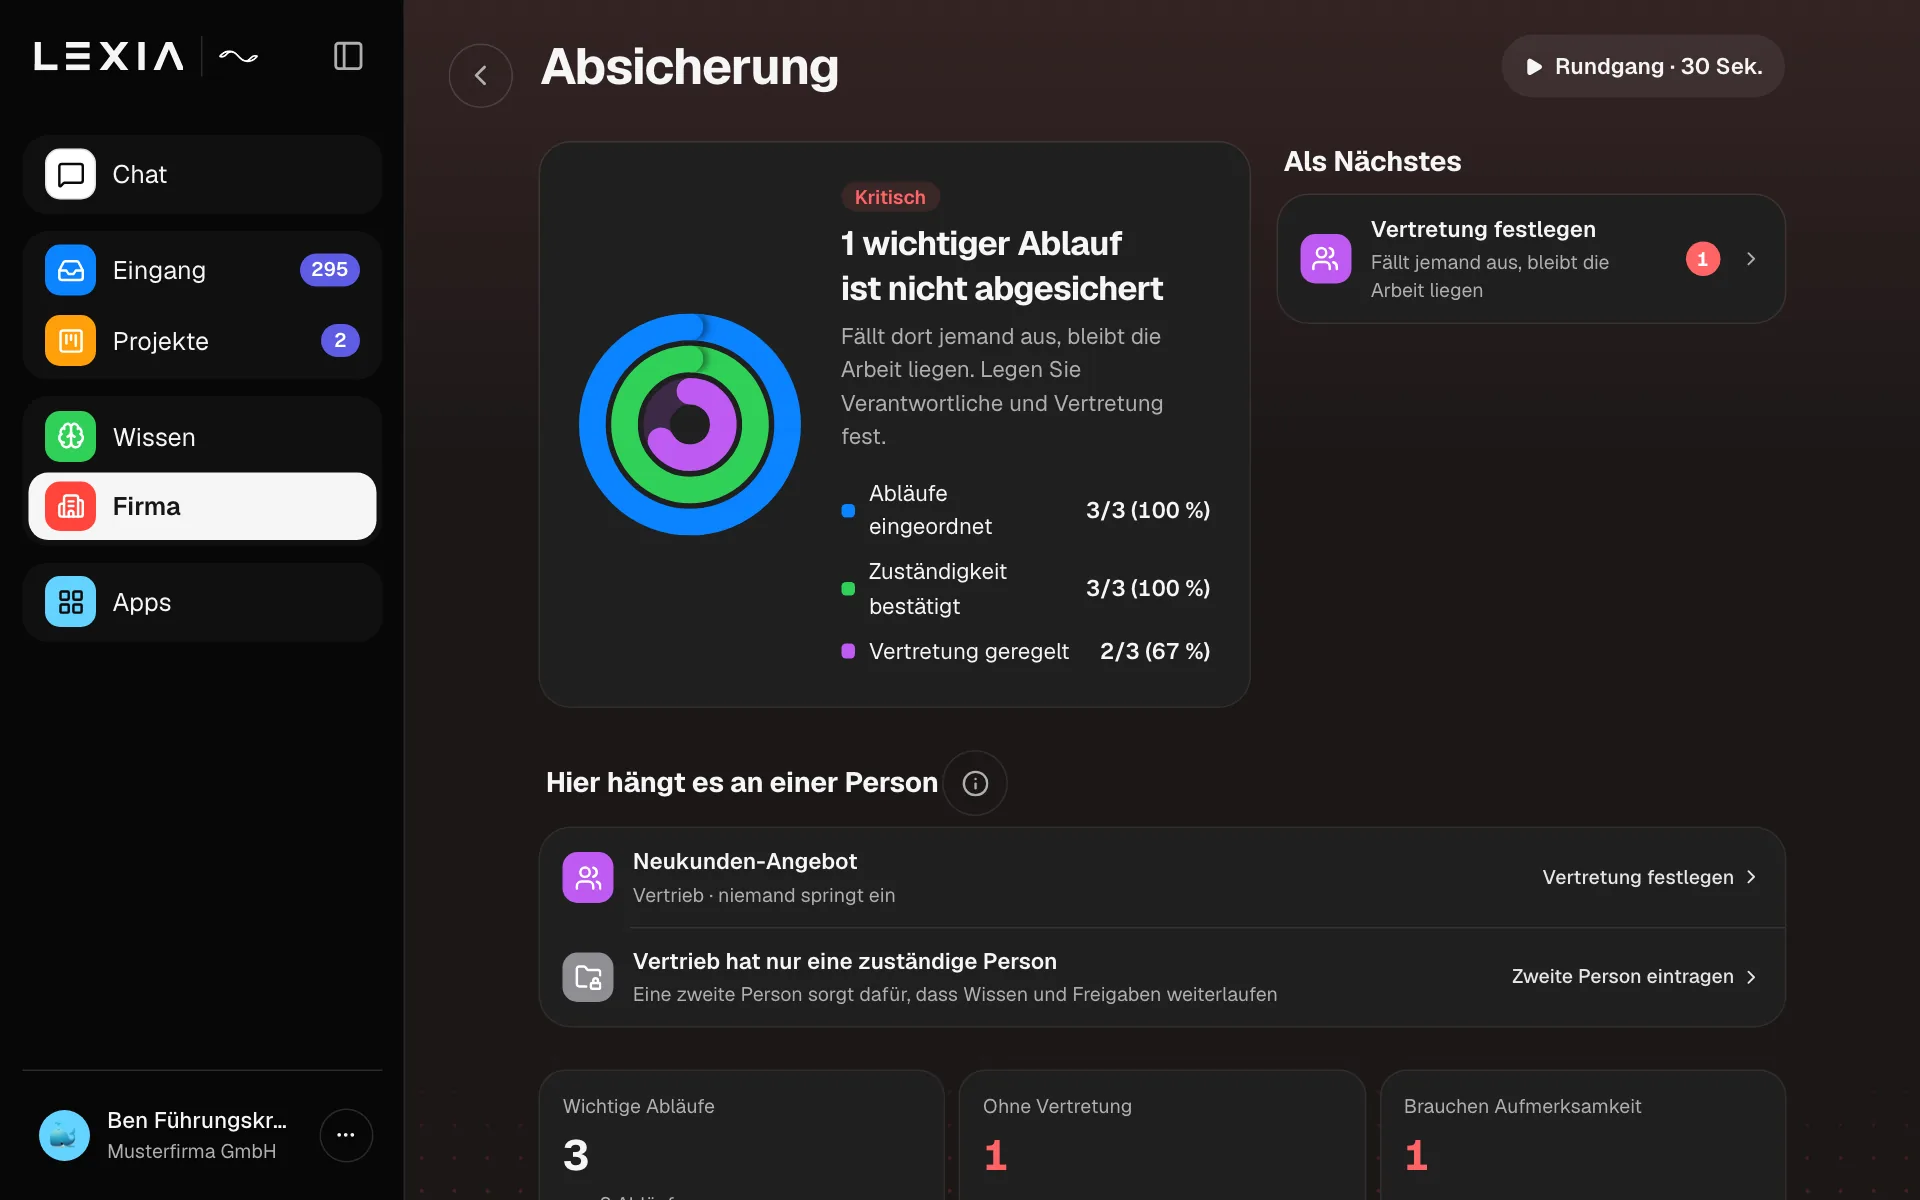 LEXIA
Chat
Eingang
295
Projekte
2
Wissen
Firma
Apps
Ben Führungskr...
Musterfirma GmbH
Absicherung
Rundgang · 30 Sek.
Kritisch
1 wichtiger Ablauf
ist nicht abgesichert
Fällt dort jemand aus, bleibt die
Arbeit liegen. Legen Sie
Verantwortliche und Vertretung
fest.
Abläufe
eingeordnet
3/3 (100 %)
Zuständigkeit
bestätigt
3/3 (100 %)
Vertretung geregelt
2/3 (67 %)
Als Nächstes
Vertretung festlegen
Fällt jemand aus, bleibt die
Arbeit liegen
1
Hier hängt es an einer Person
Neukunden-Angebot
Vertrieb · niemand springt ein
Vertretung festlegen
Vertrieb hat nur eine zuständige Person
Eine zweite Person sorgt dafür, dass Wissen und Freigaben weiterlaufen
Zweite Person eintragen
Wichtige Abläufe
3
Ohne Vertretung
1
Brauchen Aufmerksamkeit
1